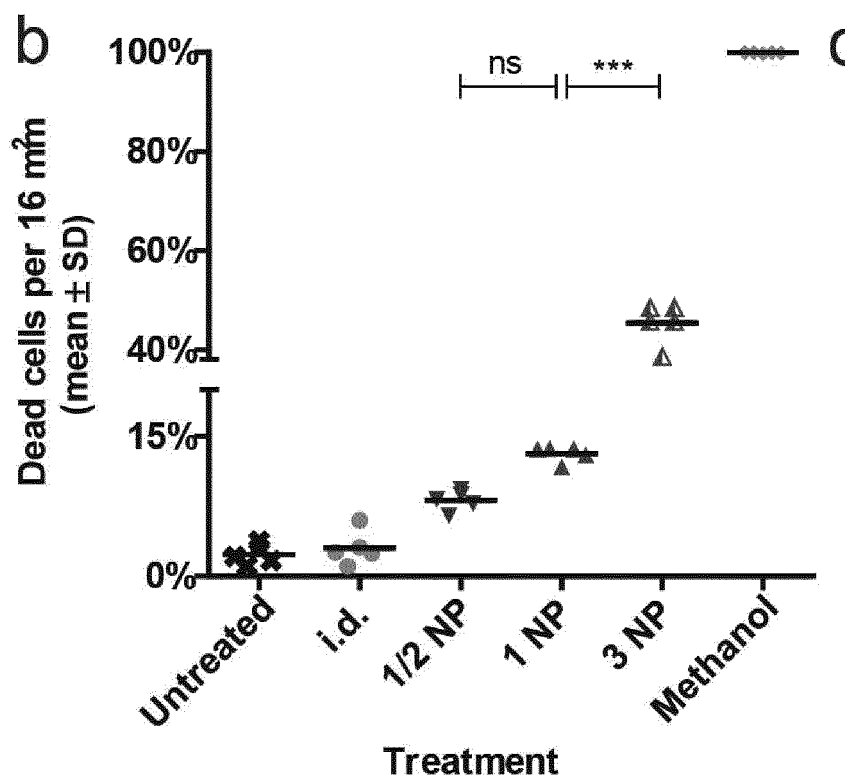 b
100%
80%
60%
40%
15%
0%
Dead cells per 16 m²m
(mean ± SD)
ns
***
Untreated
i.d.
1/2 NP
1 NP
3 NP
Methanol
Treatment